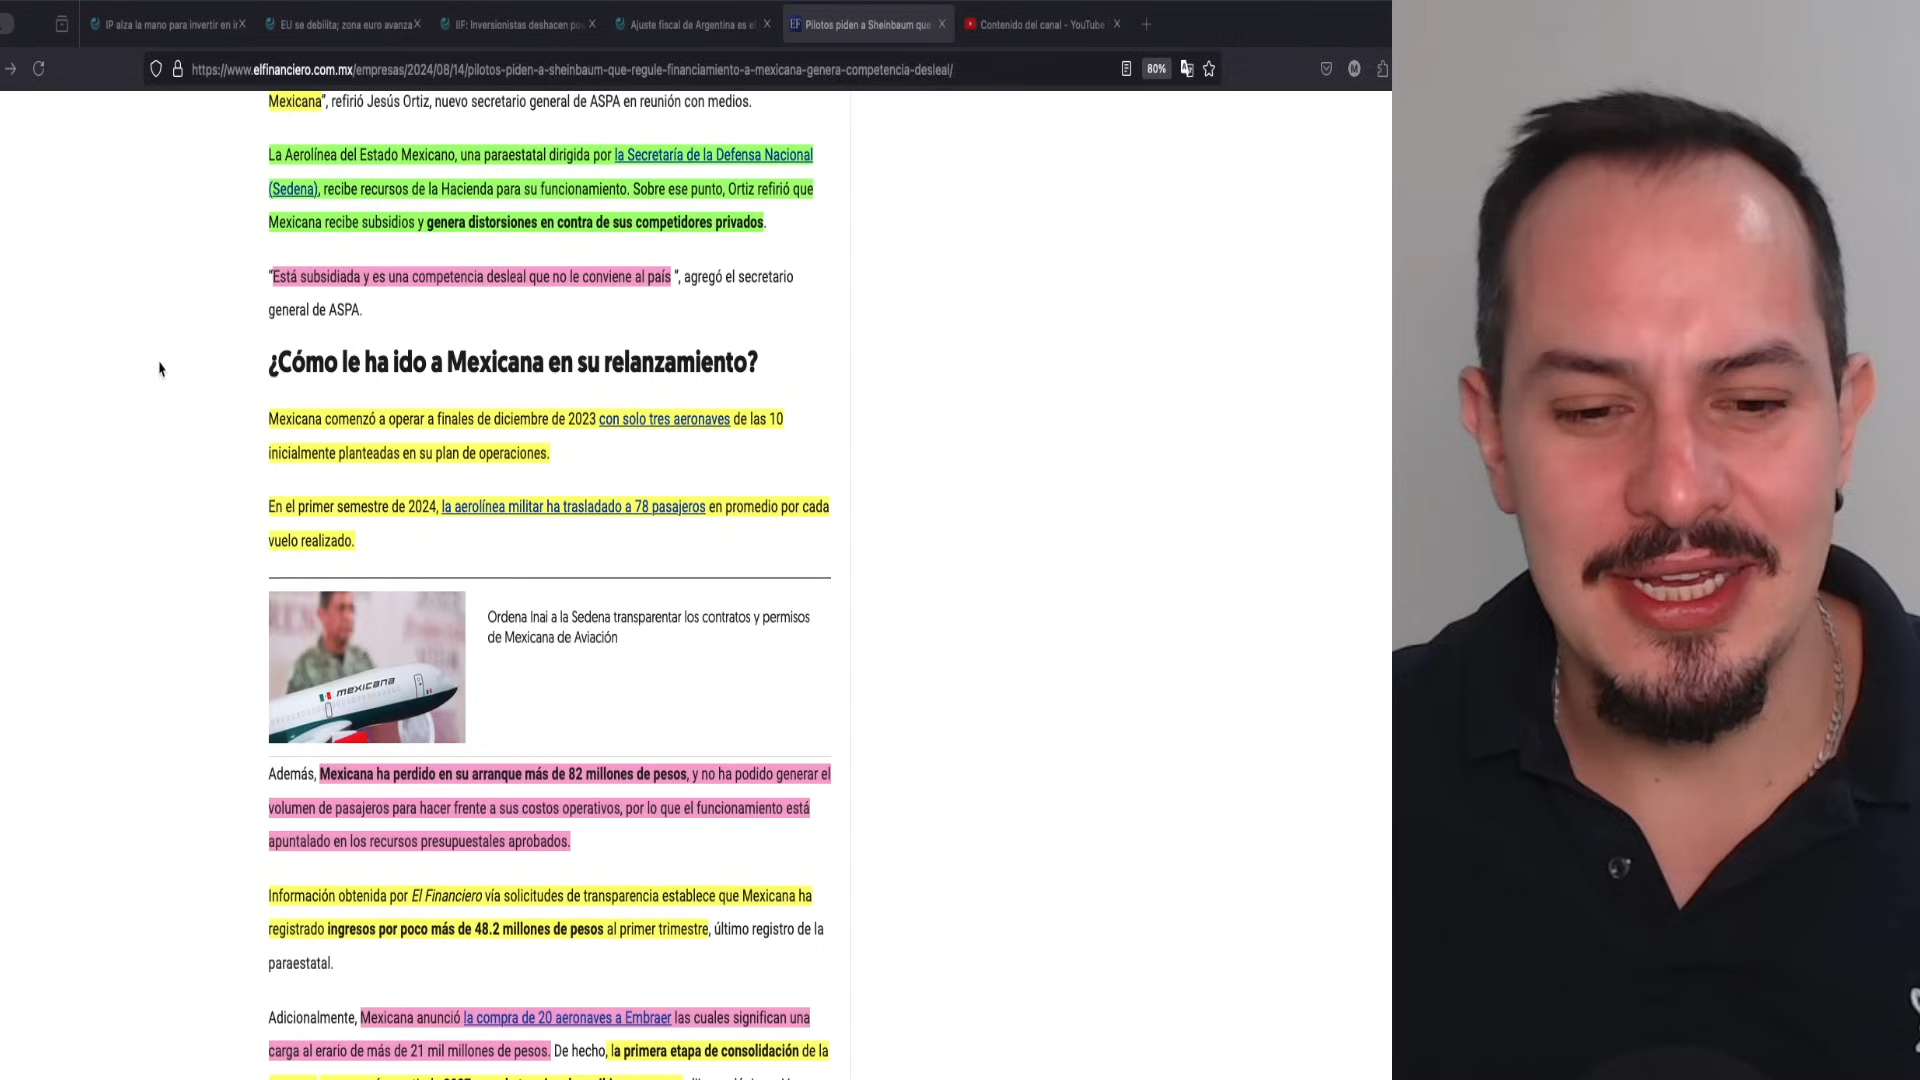 IP alza la mano para invertir en i
EU se debilita; zona euro avanza
IIF: Inversionistas deshacen po
Ajuste fiscal de Argentina es el
EF Pilotos piden a Sheinbaum que
Contenido del canal - YouTube
https://www.elfinanciero.com.mx/empresas/2024/08/14/pilotos-piden-a-sheinbaum-que-regule-financiamiento-a-mexicana-genera-competencia-desleal/
80%
M
Mexicana”, refirió Jesús Ortiz, nuevo secretario general de ASPA en reunión con medios.
La Aerolínea del Estado Mexicano, una paraestatal dirigida por la Secretaría de la Defensa Nacional
(Sedena), recibe recursos de la Hacienda para su funcionamiento. Sobre ese punto, Ortiz refirió que
Mexicana recibe subsidios y genera distorsiones en contra de sus competidores privados.
“Está subsidiada y es una competencia desleal que no le conviene al país “, agregó el secretario
general de ASPA.
¿Cómo le ha ido a Mexicana en su relanzamiento?
Mexicana comenzó a operar a finales de diciembre de 2023 con solo tres aeronaves de las 10
inicialmente planteadas en su plan de operaciones.
En el primer semestre de 2024, la aerolínea militar ha trasladado a 78 pasajeros en promedio por cada
vuelo realizado.
mexicana
Ordena Inai a la Sedena transparentar los contratos y permisos
de Mexicana de Aviación
Además, Mexicana ha perdido en su arranque más de 82 millones de pesos, y no ha podido generar el
volumen de pasajeros para hacer frente a sus costos operativos, por lo que el funcionamiento está
apuntalado en los recursos presupuestales aprobados.
Información obtenida por El Financiero vía solicitudes de transparencia establece que Mexicana ha
registrado ingresos por poco más de 48.2 millones de pesos al primer trimestre, último registro de la
paraestatal.
Adicionalmente, Mexicana anunció la compra de 20 aeronaves a Embraer las cuales significan una
carga al erario de más de 21 mil millones de pesos. De hecho, la primera etapa de consolidación de la